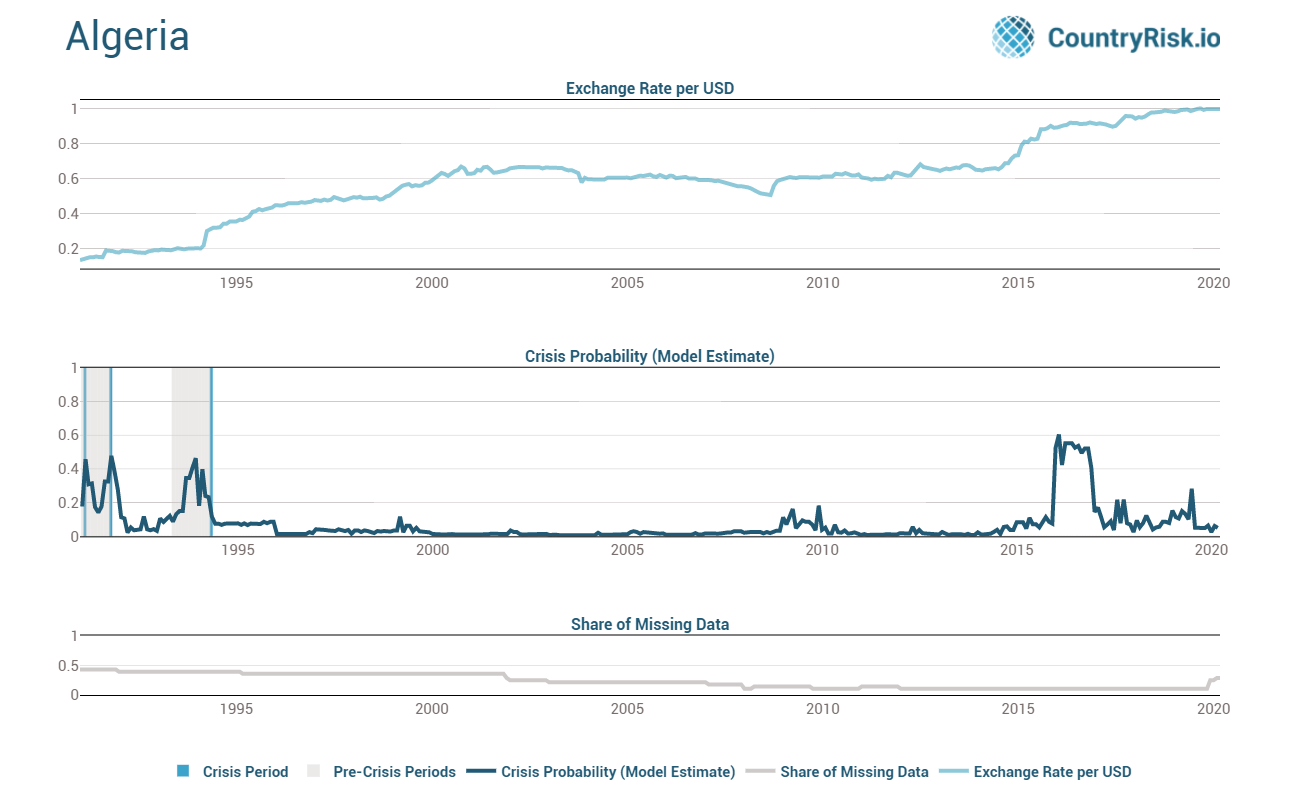 Algeria
CountryRisk.io
Exchange Rate per USD
1
0.8
0.6
0.4
0.2
1995 2000 2005 2010 2015 2020
Crisis Probability (Model Estimate)
1
0.8
0.6
0.4
0.2
0
1995 2000 2005 2010 2015 2020
Share of Missing Data
1
0.5
0
1995 2000 2005 2010 2015 2020
Crisis Period Pre-Crisis Periods Crisis Probability (Model Estimate) Share of Missing Data Exchange Rate per USD